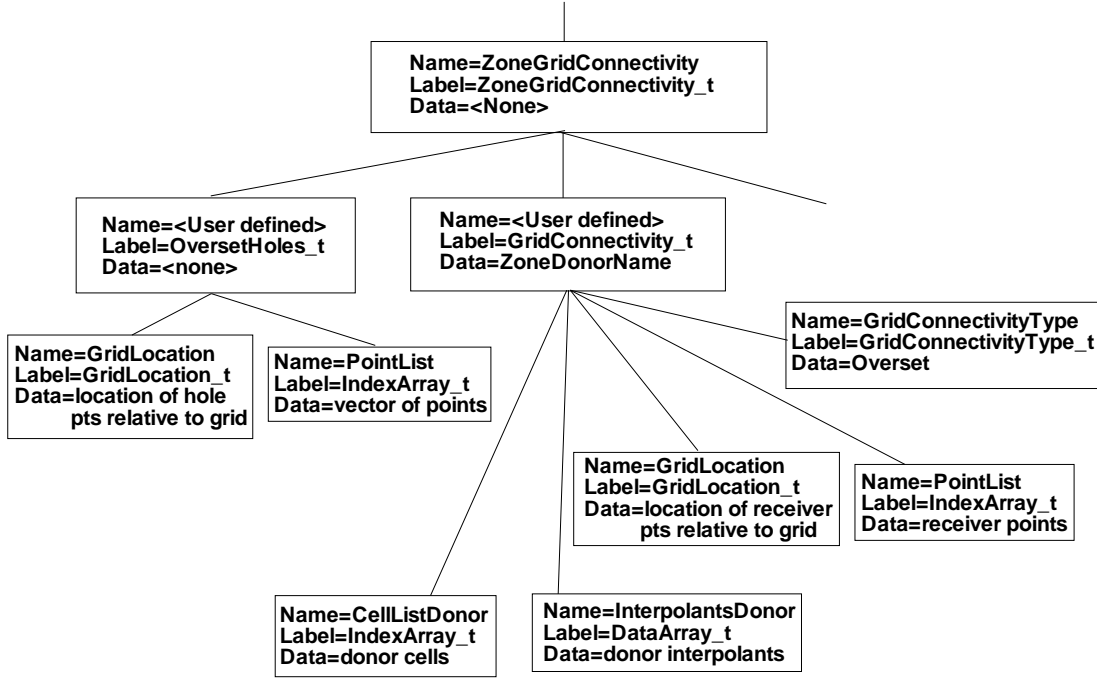 Name=ZoneGridConnectivity
Label=ZoneGridConnectivity_t
Data=<None>
Name=<User defined>
Label=OversetHoles_t
Data=<none>
Name=<User defined>
Label=GridConnectivity_t
Data=ZoneDonorName
Name=GridConnectivityType
Label=GridConnectivityType_t
Data=Overset
Name=GridLocation
Label=GridLocation_t
Data=location of hole
pts relative to grid
Name=PointList
Label=IndexArray_t
Data=vector of points
Name=GridLocation
Label=GridLocation_t
Data=location of receiver
pts relative to grid
Name=PointList
Label=IndexArray_t
Data=receiver points
Name=CellListDonor
Label=IndexArray_t
Data=donor cells
Name=InterpolantsDonor
Label=DataArray_t
Data=donor interpolants